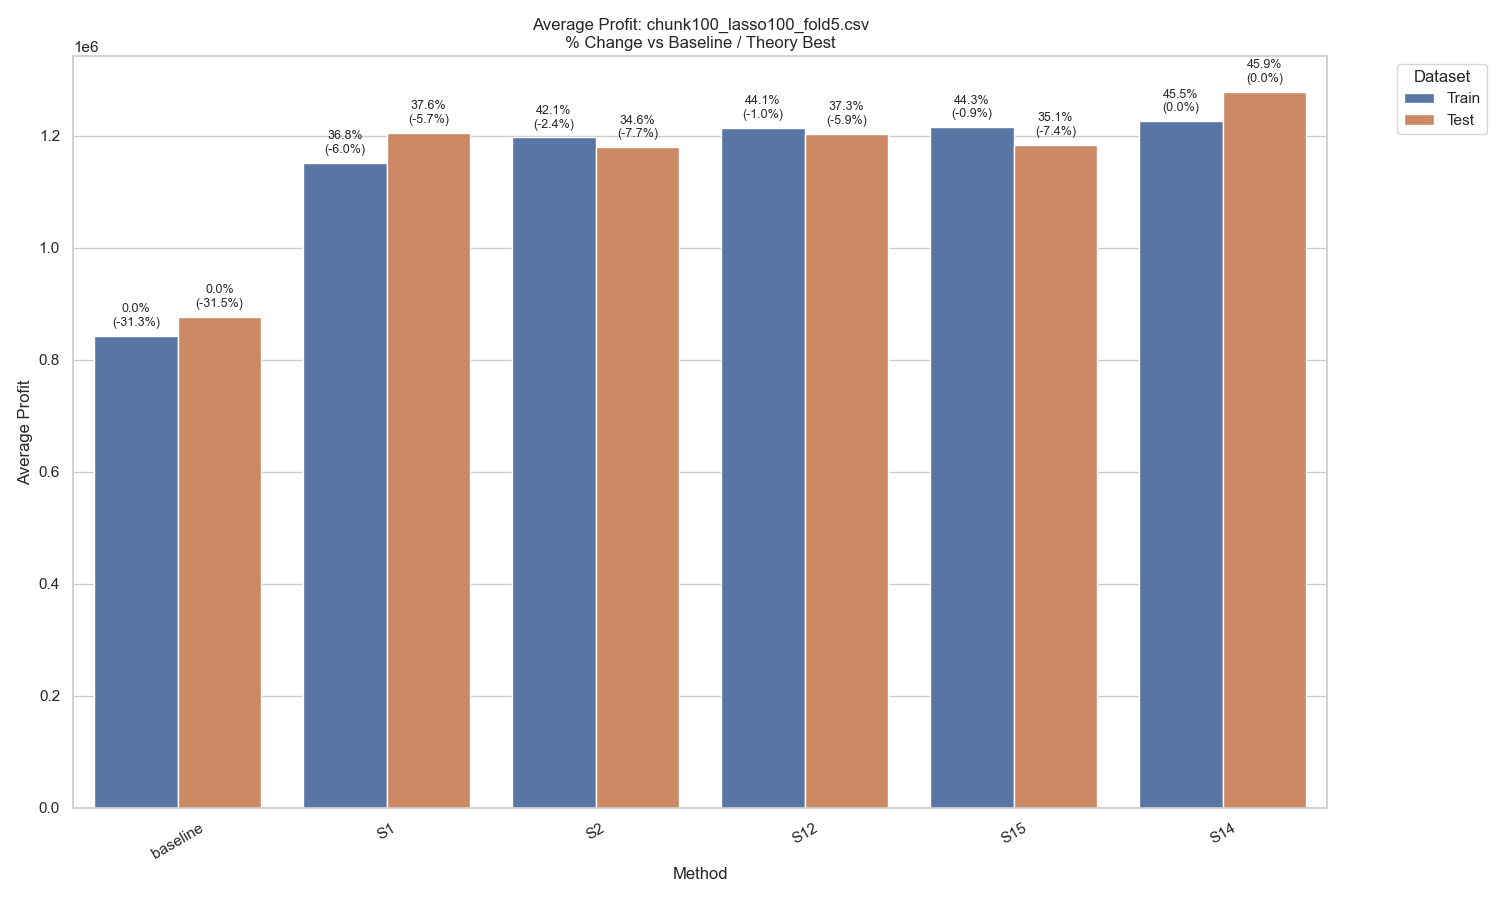 Average Profit: chunk100_lasso100_fold5.csv
% Change vs Baseline / Theory Best
1e6
Average Profit
1.2
1.0
0.8
0.6
0.4
0.2
0.0
0.0%
(-31.3%)
0.0%
(-31.5%)
36.8%
(-6.0%)
37.6%
(-5.7%)
42.1%
(-2.4%)
34.6%
(-7.7%)
44.1%
(-1.0%)
37.3%
(-5.9%)
44.3%
(-0.9%)
35.1%
(-7.4%)
45.5%
(0.0%)
45.9%
(0.0%)
baseline
S1
S2
S12
S15
S14
Method
Dataset
Train
Test